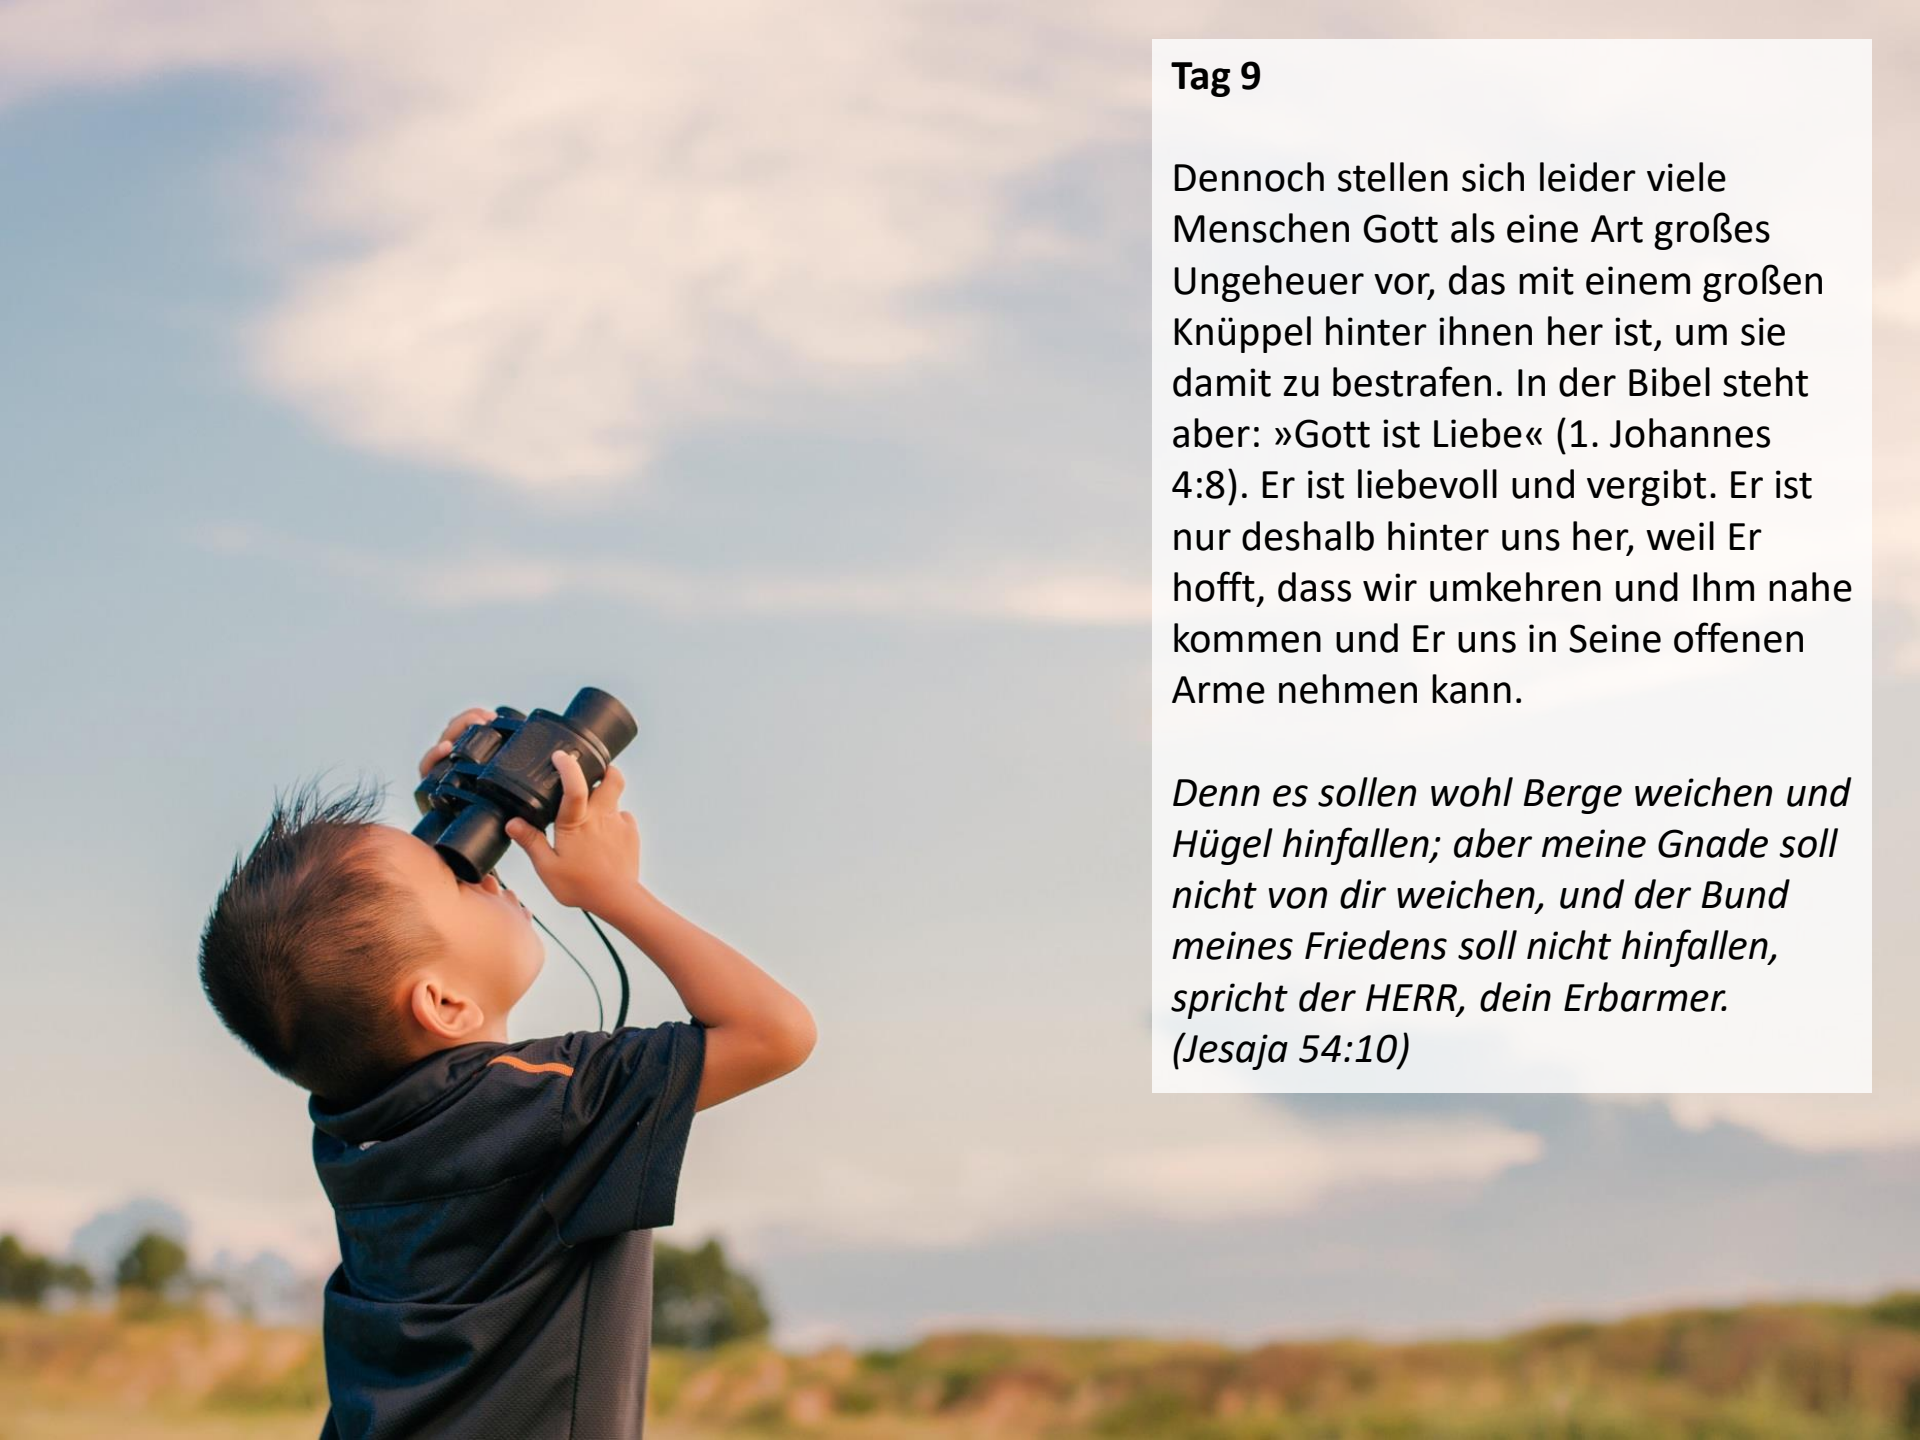 Tag 9
Dennoch stellen sich leider viele
Menschen Gott als eine Art großes
Ungeheuer vor, das mit einem großen
Knüppel hinter ihnen her ist, um sie
damit zu bestrafen. In der Bibel steht
aber: »Gott ist Liebe« (1. Johannes
4:8). Er ist liebevoll und vergibt. Er ist
nur deshalb hinter uns her, weil Er
hofft, dass wir umkehren und Ihm nahe
kommen und Er uns in Seine offenen
Arme nehmen kann.
Denn es sollen wohl Berge weichen und
Hügel hinfallen; aber meine Gnade soll
nicht von dir weichen, und der Bund
meines Friedens soll nicht hinfallen,
spricht der HERR, dein Erbarmer.
(Jesaja 54:10)